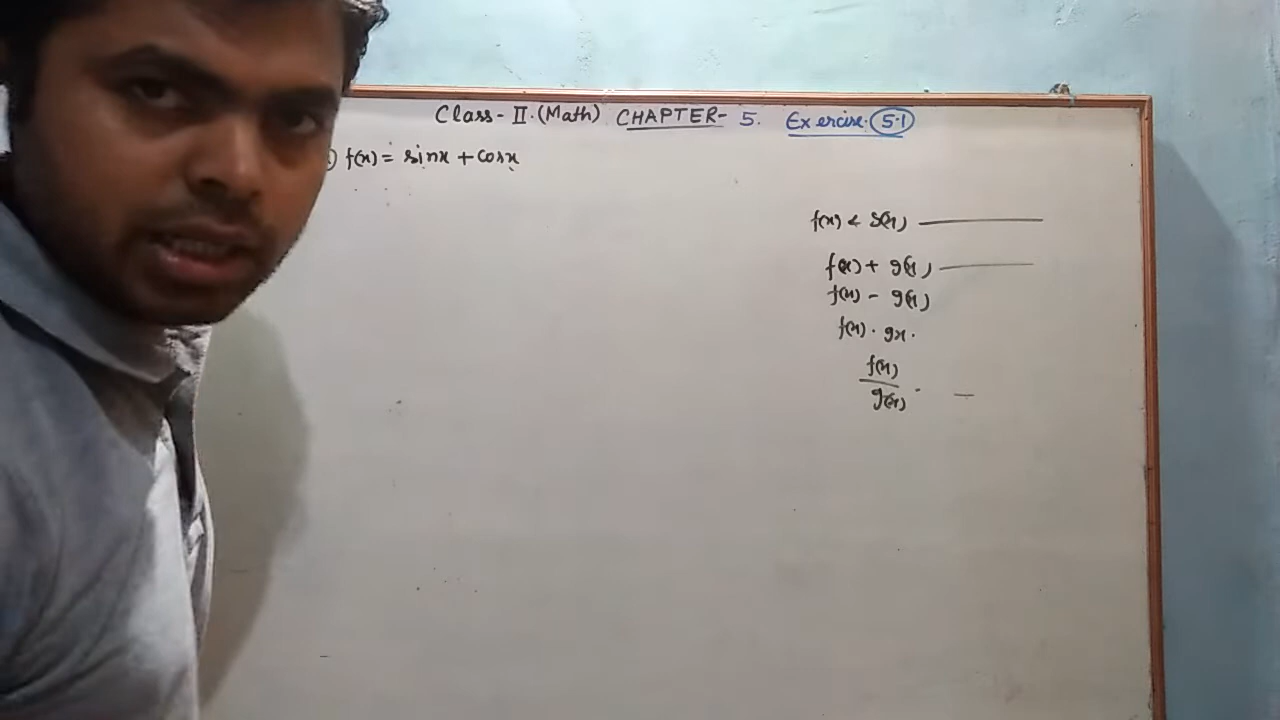 Class - II. (Math) CHAPTER - 5. Exercise. 5.1
) f(x) = sinx + cosx
f(x) & g(x)
f(x) + g(x)
f(x) - g(x)
f(x) . gx.
f(x)
g(x)